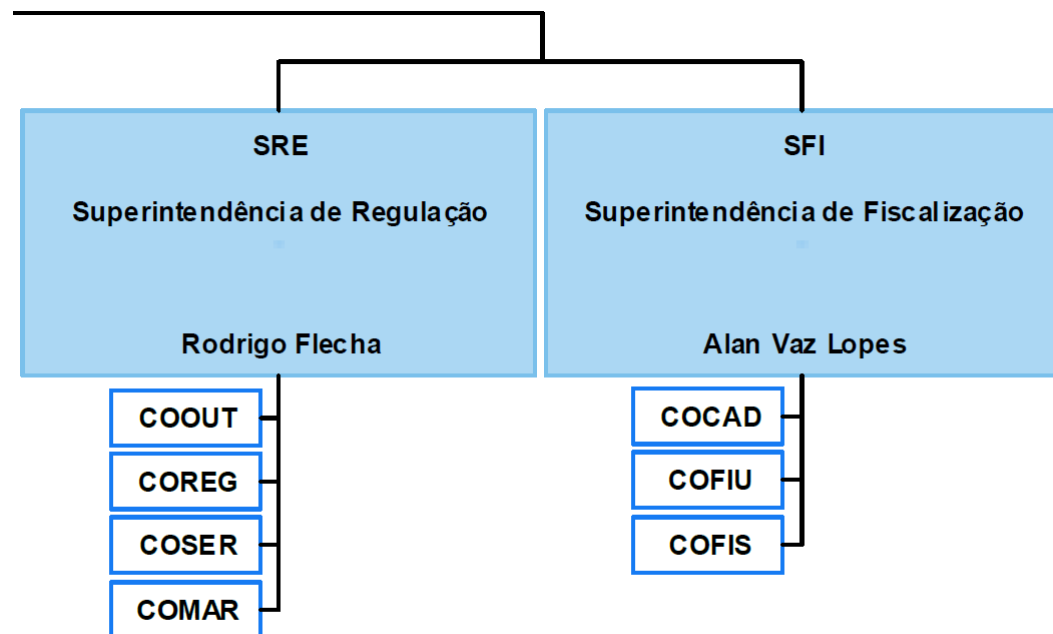 SRE
Superintendência de Regulação
Rodrigo Flecha
COOUT
COREG
COSER
COMAR
SFI
Superintendência de Fiscalização
Alan Vaz Lopes
COCAD
COFIU
COFIS